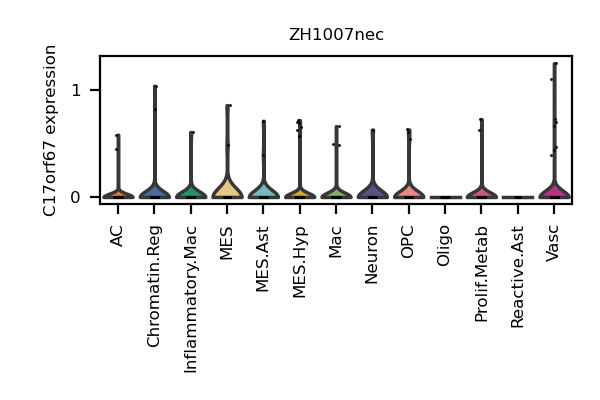 ZH1007nec
C17orf67 expression
1
0
AC
Chromatin.Reg
Inflammatory.Mac
MES
MES.Ast
MES.Hyp
Mac
Neuron
OPC
Oligo
Prolif.Metab
Reactive.Ast
Vasc